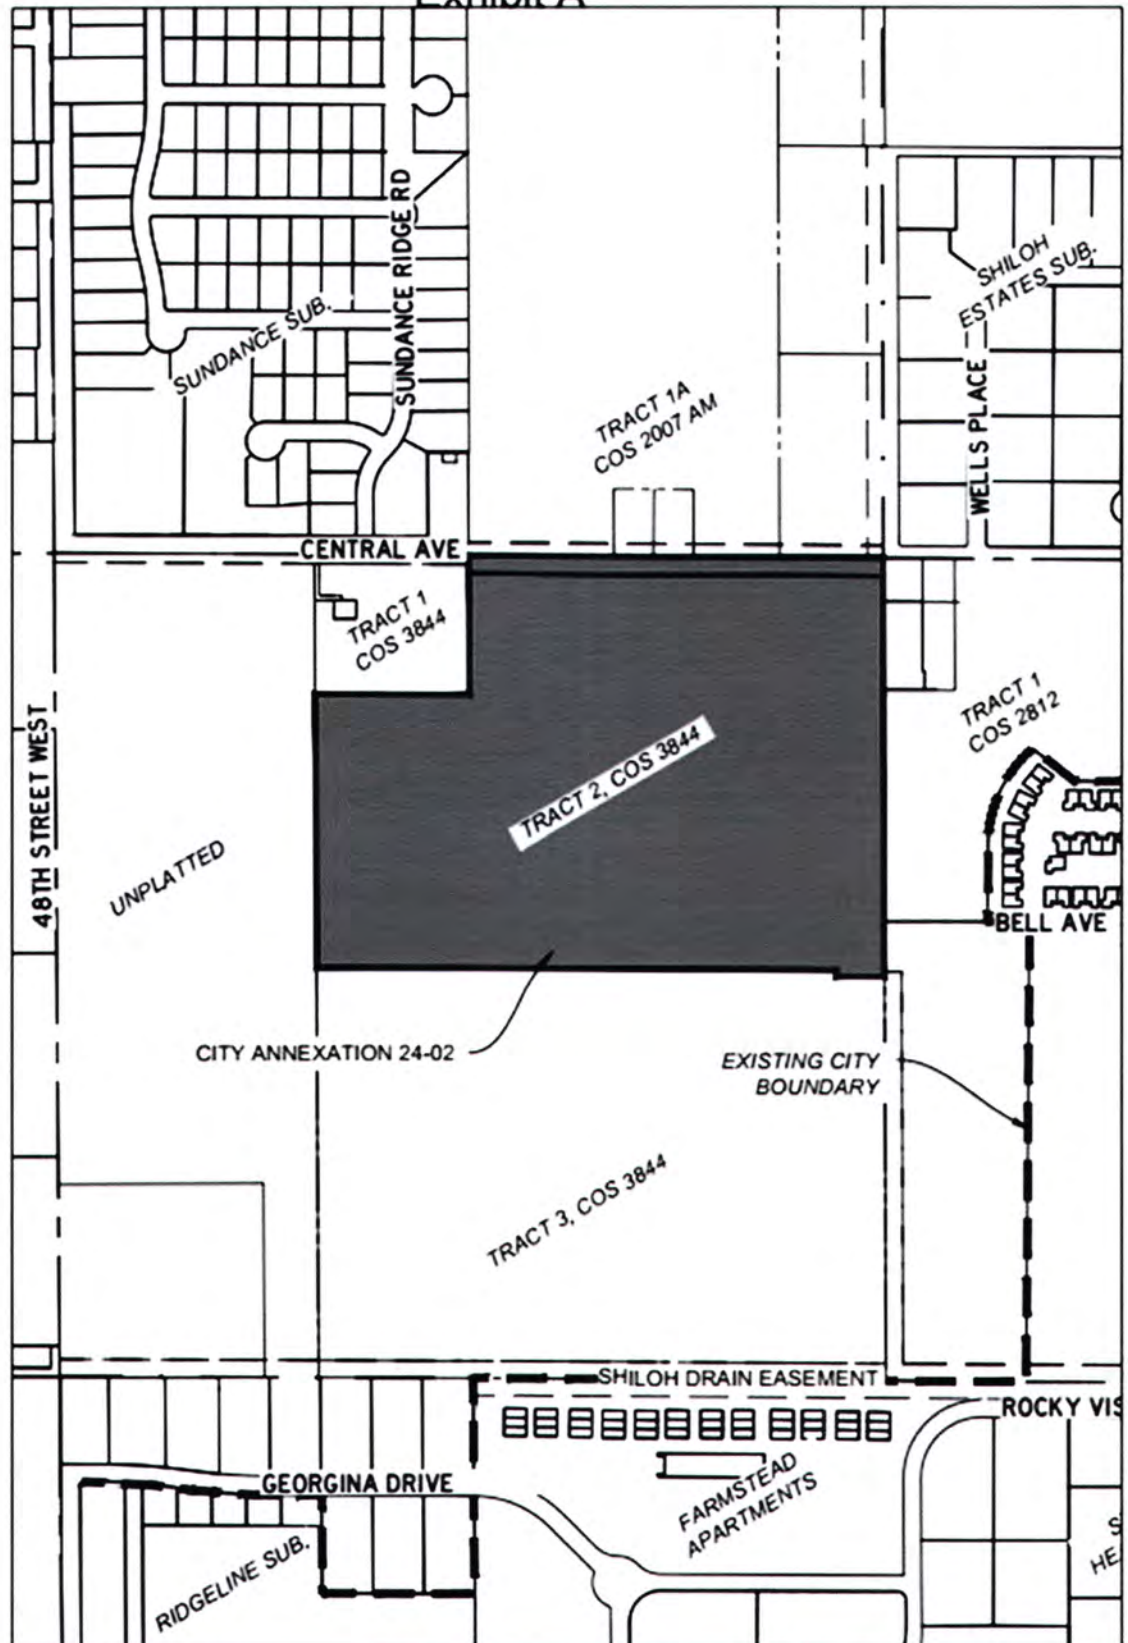 Exhibit A
SUNDANCE RIDGE RD
SUNDANCE SUB.
SHILOH
ESTATES SUB.
WELLS PLACE
TRACT 1A
COS 2007 AM
CENTRAL AVE
TRACT 1
COS 3844
TRACT 2, COS 3844
TRACT 1
COS 2812
48TH STREET WEST
UNPLATTED
BELL AVE
CITY ANNEXATION 24-02
EXISTING CITY
BOUNDARY
TRACT 3, COS 3844
SHILOH DRAIN EASEMENT
ROCKY VIS
GEORGINA DRIVE
FARMSTEAD
APARTMENTS
RIDGELINE SUB.
S
HE